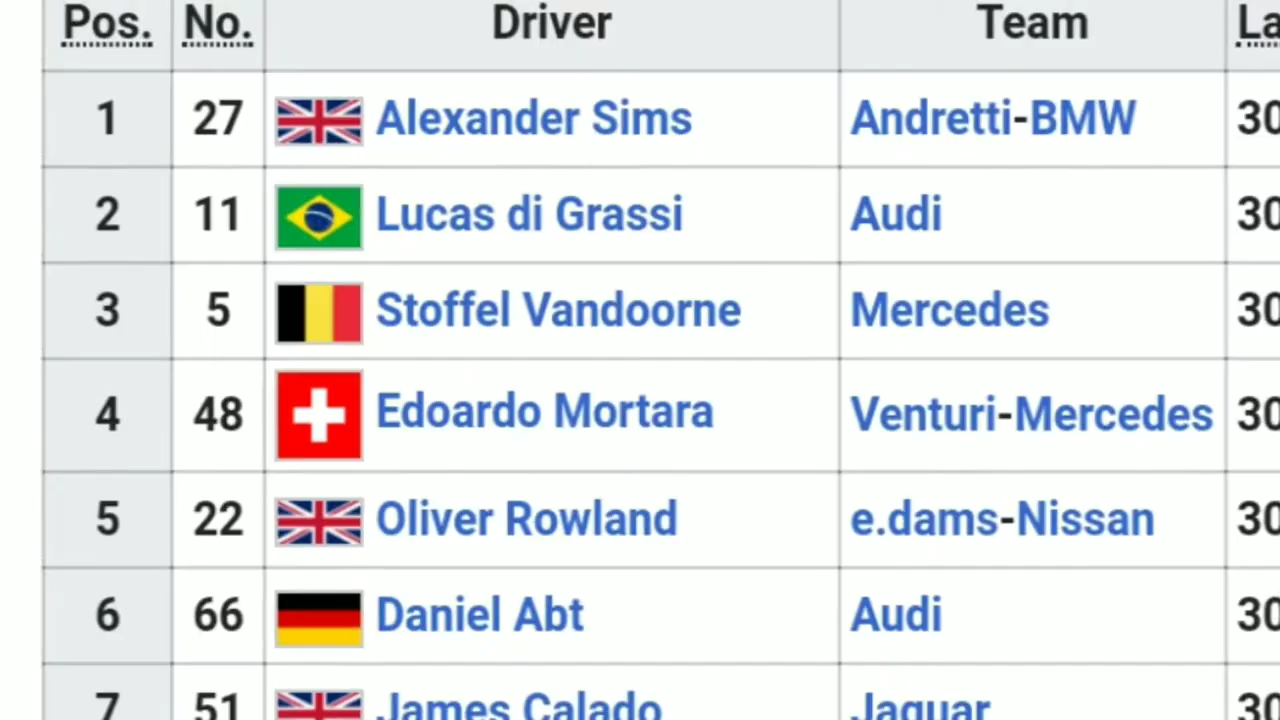 Pos. No. Driver Team La
1 27 Alexander Sims Andretti-BMW 30
2 11 Lucas di Grassi Audi 30
3 5 Stoffel Vandoorne Mercedes 30
4 48 Edoardo Mortara Venturi-Mercedes 30
5 22 Oliver Rowland e.dams-Nissan 30
6 66 Daniel Abt Audi 30
7 51 James Calado Jaguar 30